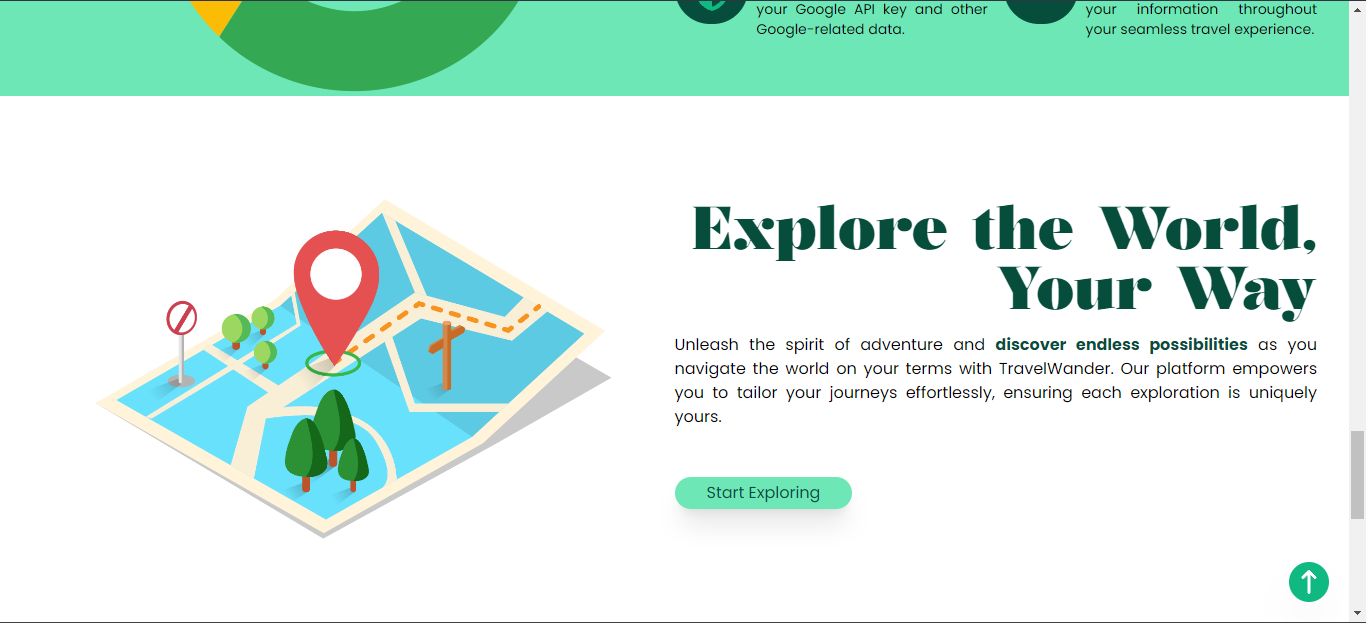 your Google API key and other
Google-related data.
your information throughout
your seamless travel experience.
Explore the World,
Your Way
Unleash the spirit of adventure and discover endless possibilities as you
navigate the world on your terms with TravelWander. Our platform empowers
you to tailor your journeys effortlessly, ensuring each exploration is uniquely
yours.
Start Exploring